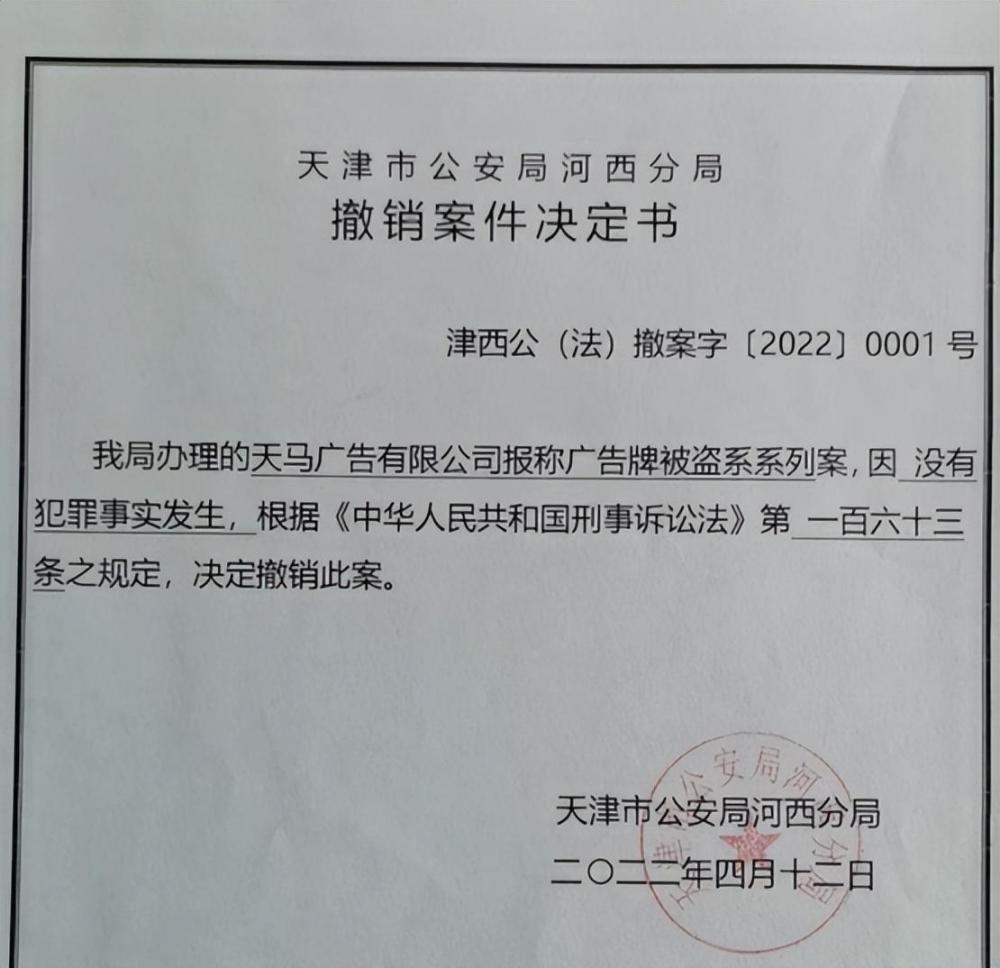 天津市公安局河西分局
撤销案件决定书
津西公（法）撤案字〔2022〕0001 号
我局办理的天马广告有限公司报称广告牌被盗系系列案，因 没有
犯罪事实发生，根据《中华人民共和国刑事诉讼法》第 一百六十三
条之规定，决定撤销此案。
天津市公安局河西分局
天津市公安局河西分局
二〇二二年四月十二日